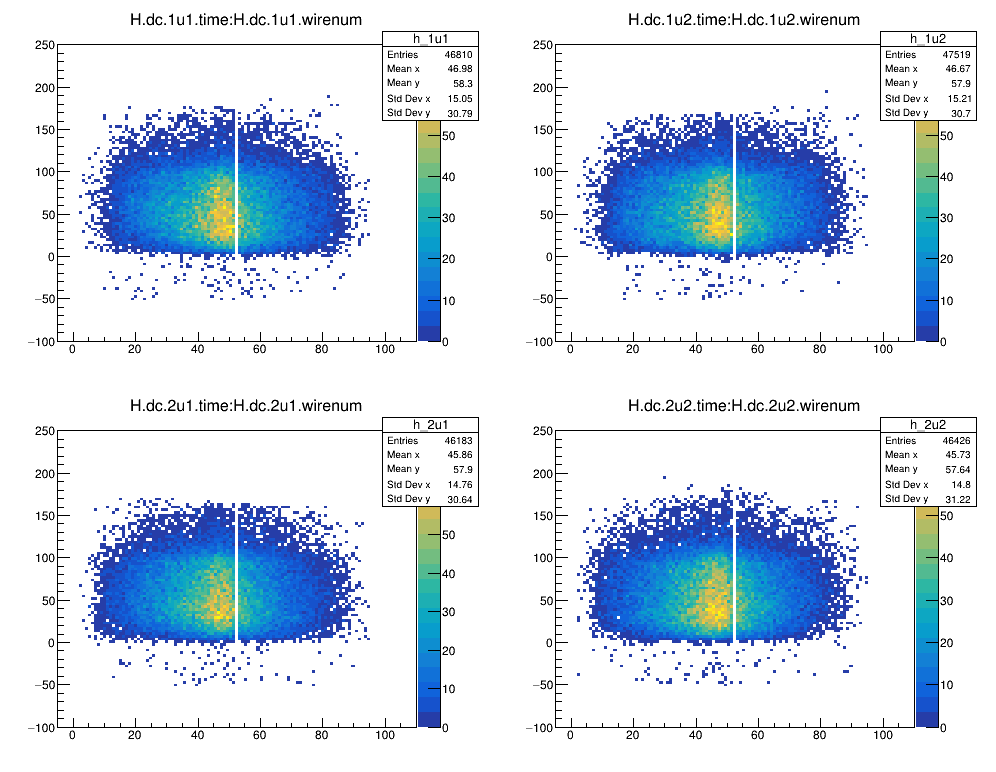 H.dc.1u1.time:H.dc.1u1.wirenum
h_1u1
Entries 46810
Mean x 46.98
Mean y 58.3
Std Dev x 15.05
Std Dev y 30.79
250
200
150
100
50
0
−50
−100
0 20 40 60 80 100
50
40
30
20
10
0
H.dc.1u2.time:H.dc.1u2.wirenum
h_1u2
Entries 47519
Mean x 46.67
Mean y 57.9
Std Dev x 15.21
Std Dev y 30.7
250
200
150
100
50
0
−50
−100
0 20 40 60 80 100
50
40
30
20
10
0
H.dc.2u1.time:H.dc.2u1.wirenum
h_2u1
Entries 46183
Mean x 45.86
Mean y 57.9
Std Dev x 14.76
Std Dev y 30.64
250
200
150
100
50
0
−50
−100
0 20 40 60 80 100
50
40
30
20
10
0
H.dc.2u2.time:H.dc.2u2.wirenum
h_2u2
Entries 46426
Mean x 45.73
Mean y 57.64
Std Dev x 14.8
Std Dev y 31.22
250
200
150
100
50
0
−50
−100
0 20 40 60 80 100
50
40
30
20
10
0